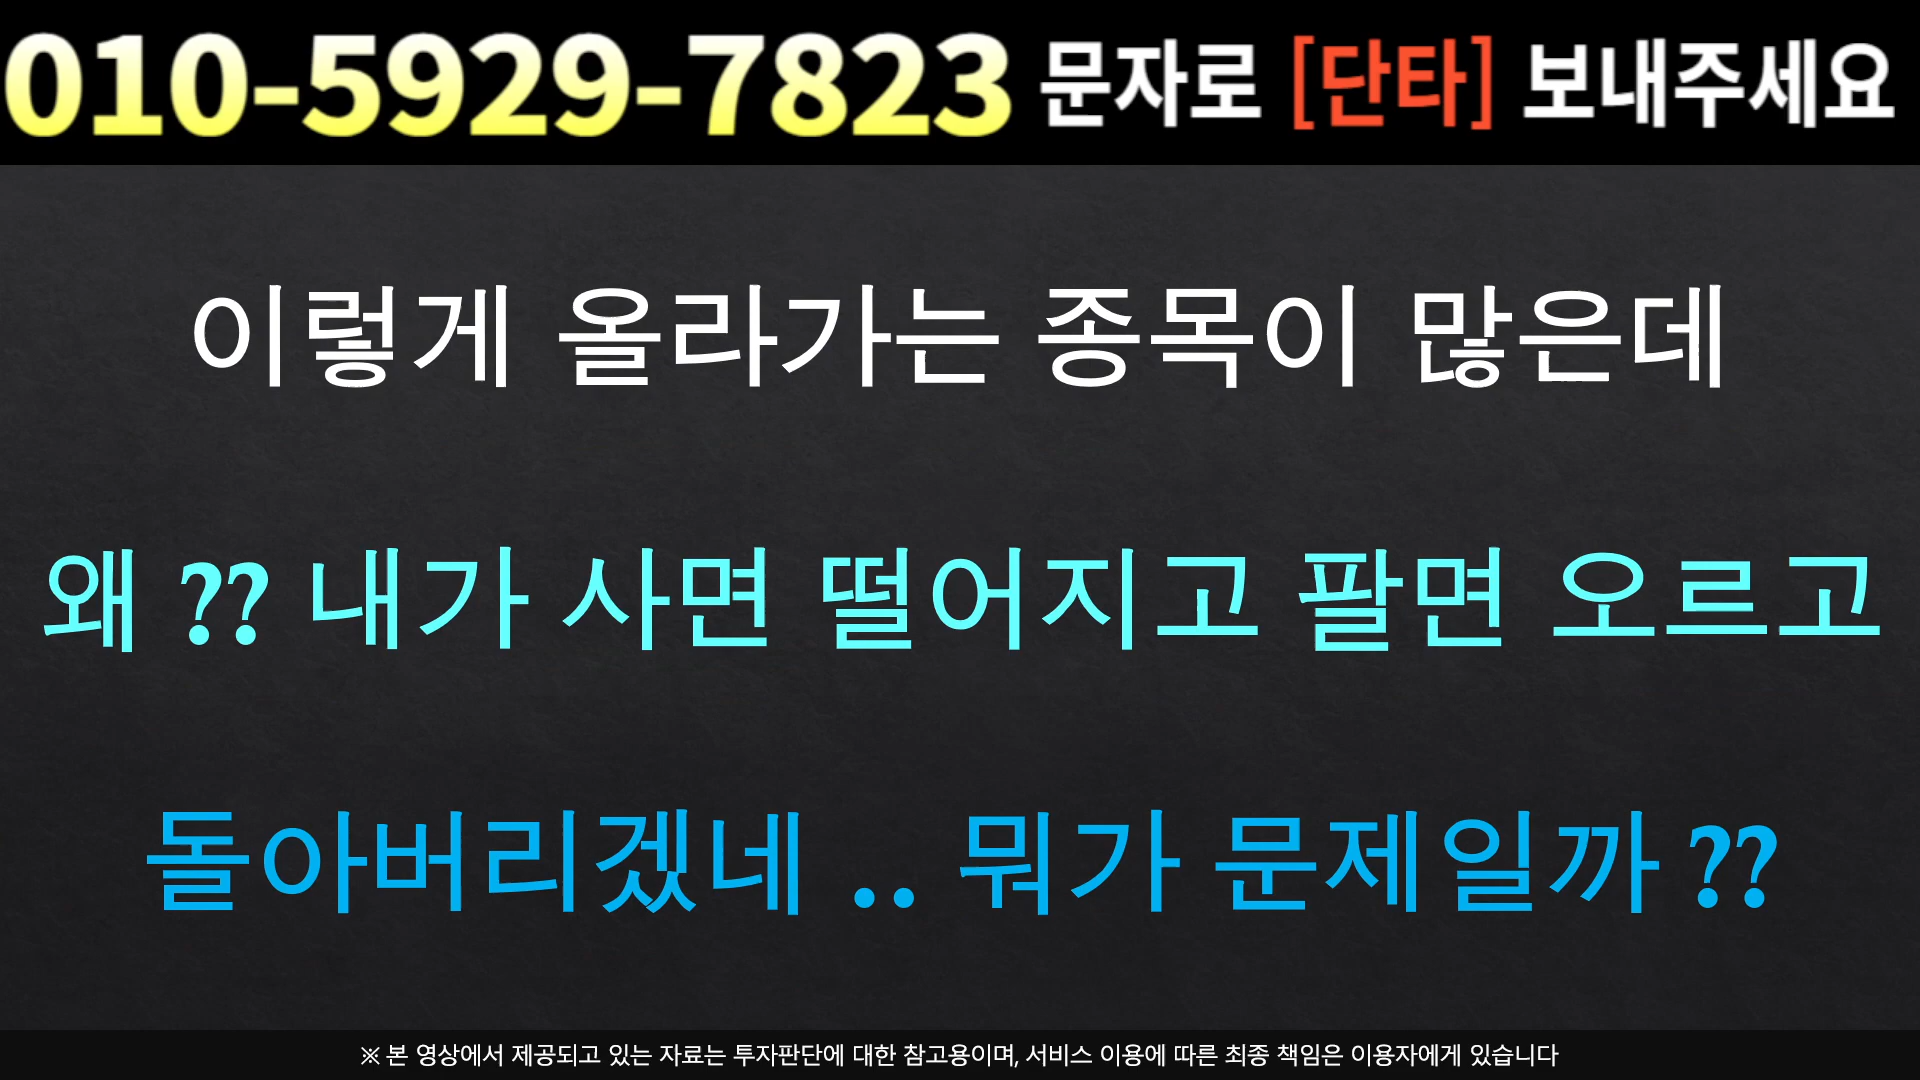 010-5929-7823 문자로 [단타] 보내주세요
이렇게 올라가는 종목이 많은데
왜 ?? 내가 사면 떨어지고 팔면 오르고
돌아버리겠네 .. 뭐가 문제일까 ??
※ 본 영상에서 제공되고 있는 자료는 투자판단에 대한 참고용이며, 서비스 이용에 따른 최종 책임은 이용자에게 있습니다